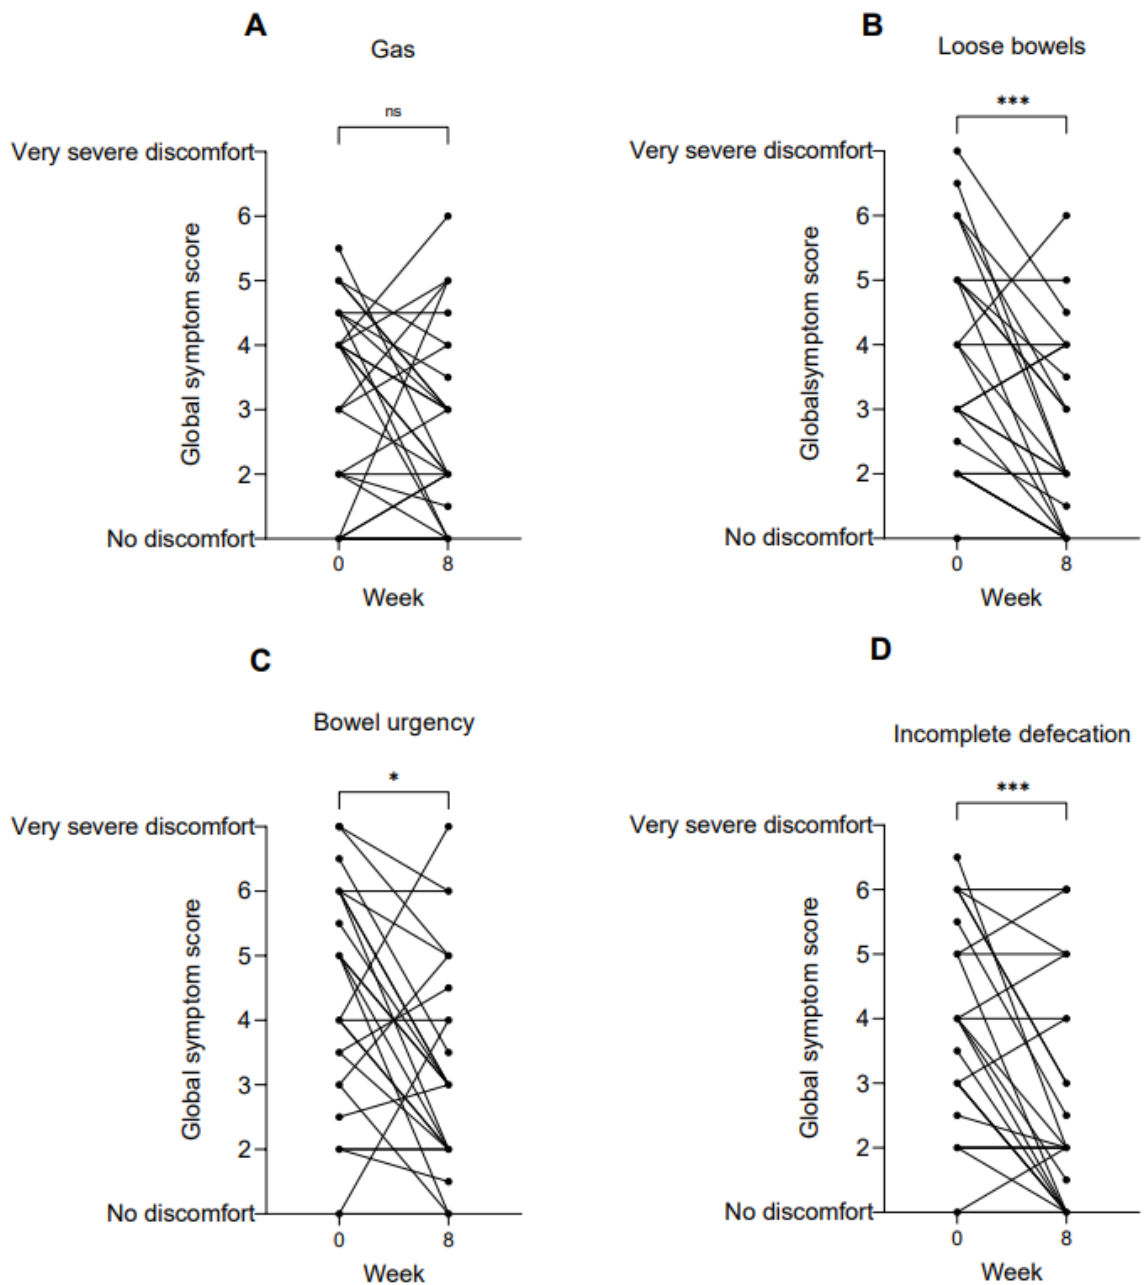 A
Gas
ns
Very severe discomfort
6
5
4
3
2
No discomfort
Global symptom score
0 8
Week
B
Loose bowels
***
Very severe discomfort
6
5
4
3
2
No discomfort
Globalsymptom score
0 8
Week
C
Bowel urgency
*
Very severe discomfort
6
5
4
3
2
No discomfort
Global symptom score
0 8
Week
D
Incomplete defecation
***
Very severe discomfort
6
5
4
3
2
No discomfort
Global symptom score
0 8
Week